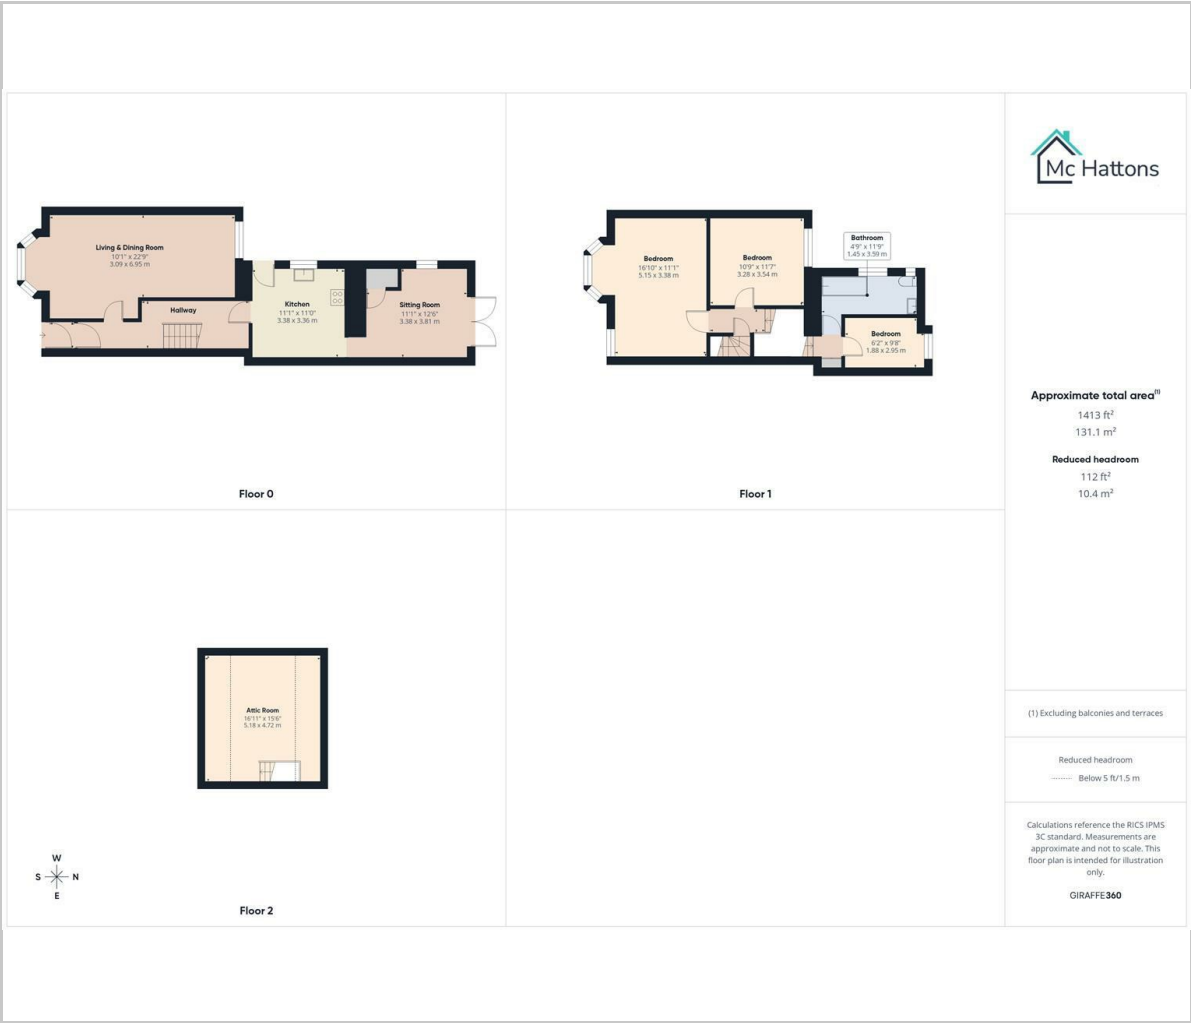 Mc Hattons
Living & Dining Room
10'1" x 22'9"
3.09 x 6.95 m
Hallway
Kitchen
11'1" x 11'0"
3.38 x 3.36 m
Sitting Room
11'1" x 12'6"
3.38 x 3.81 m
Floor 0
Bedroom
16'10" x 11'1"
5.15 x 3.38 m
Bedroom
10'9" x 11'7"
3.28 x 3.54 m
Bathroom
4'9" x 11'9"
1.45 x 3.59 m
Bedroom
6'2" x 9'8"
1.88 x 2.95 m
Floor 1
Attic Room
16'11" x 15'6"
5.18 x 4.72 m
W
S N
E
Floor 2
Approximate total area(1)
1413 ft²
131.1 m²
Reduced headroom
112 ft²
10.4 m²
(1) Excluding balconies and terraces
Reduced headroom
Below 5 ft/1.5 m
Calculations reference the RICS IPMS
3C standard. Measurements are
approximate and not to scale. This
floor plan is intended for illustration
only.
GIRAFFE360